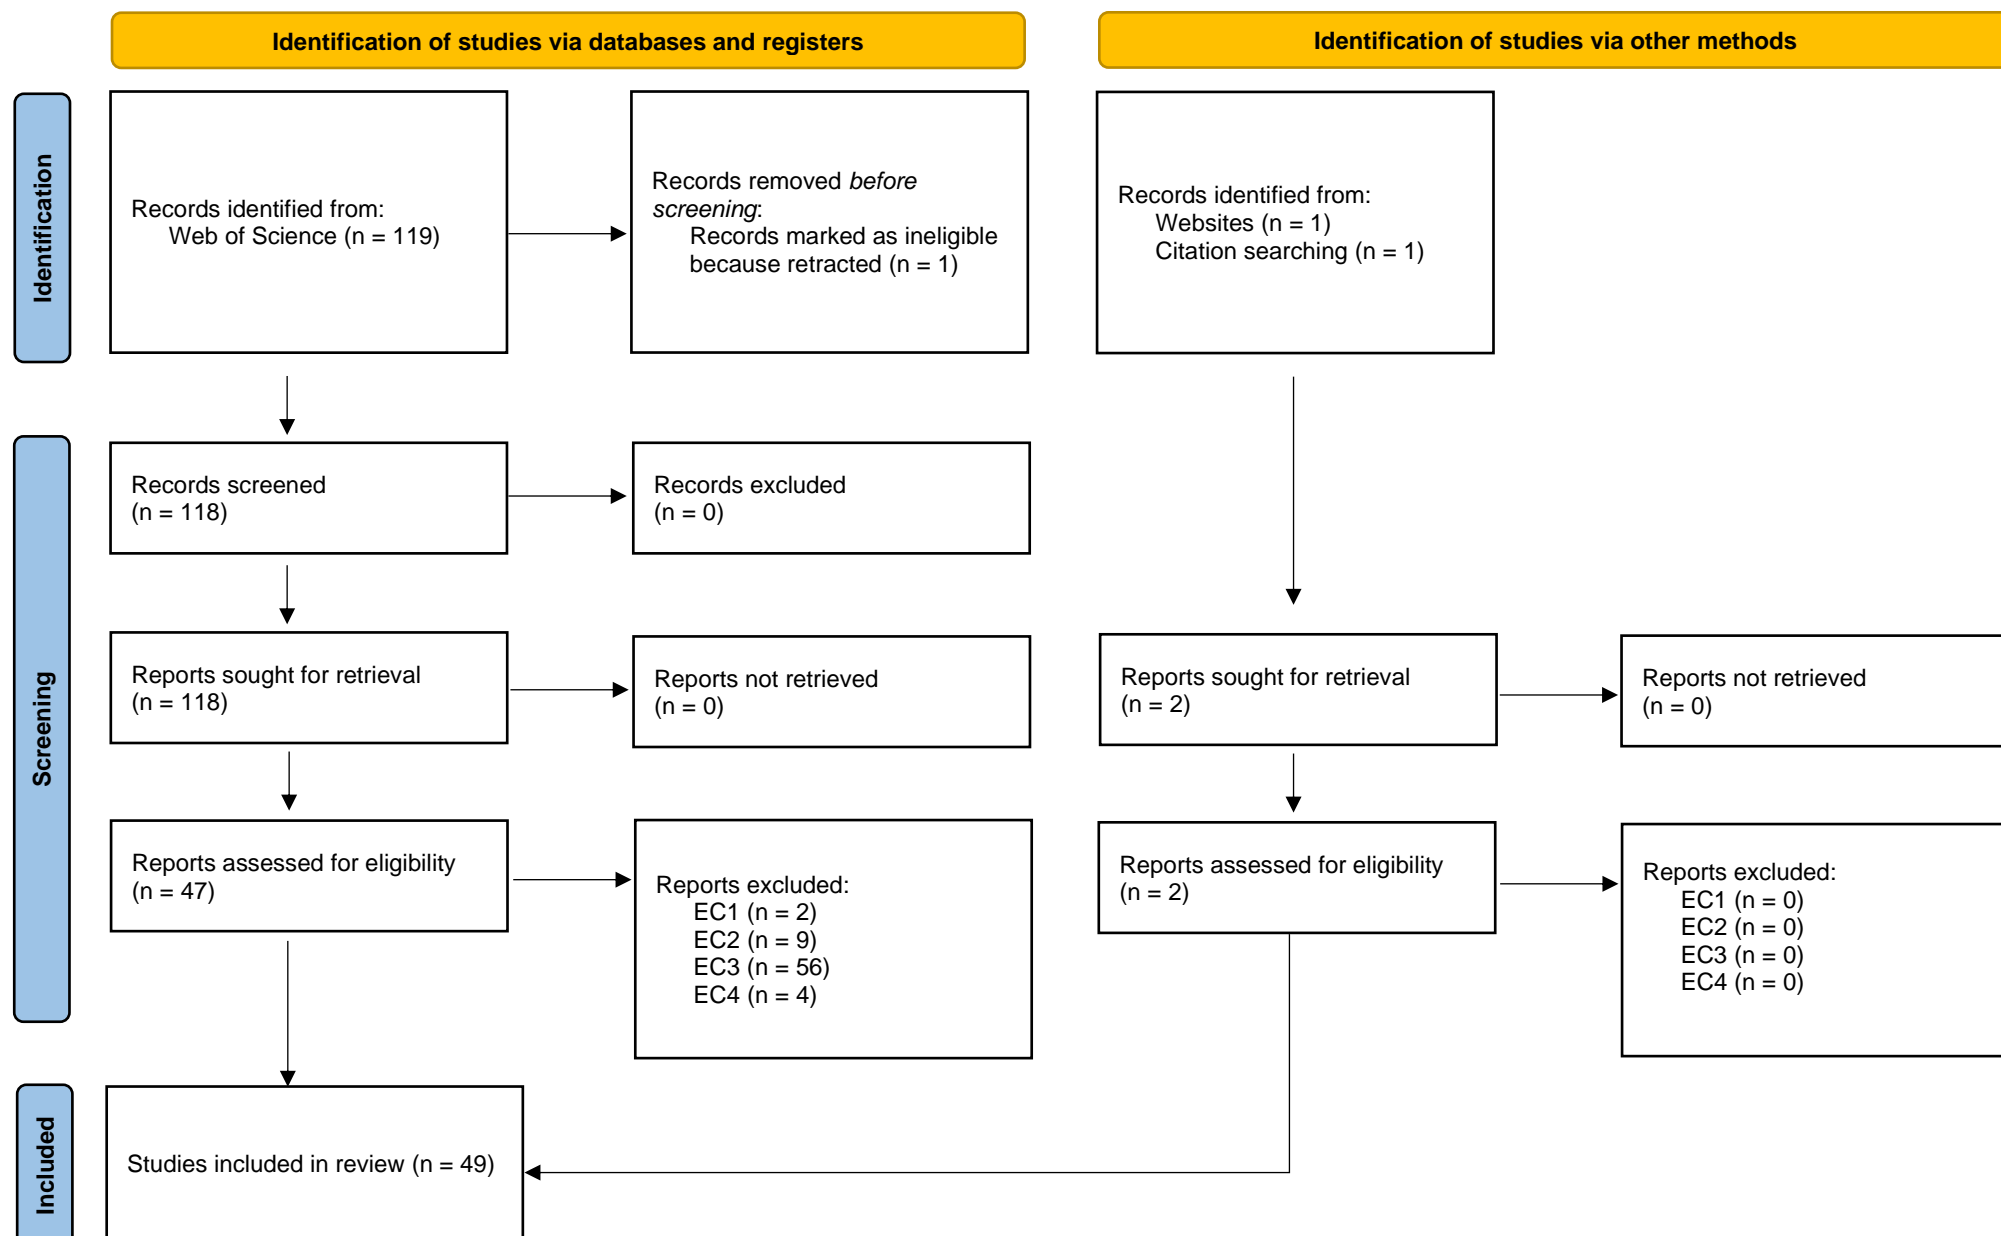 Identification of studies via databases and registers
Identification of studies via other methods
Identification
Records identified from:
Web of Science (n = 119)
Records removed before
screening:
Records marked as ineligible
because retracted (n = 1)
Records identified from:
Websites (n = 1)
Citation searching (n = 1)
Screening
Records screened
(n = 118)
Records excluded
(n = 0)
Reports sought for retrieval
(n = 118)
Reports not retrieved
(n = 0)
Reports sought for retrieval
(n = 2)
Reports not retrieved
(n = 0)
Reports assessed for eligibility
(n = 47)
Reports excluded:
EC1 (n = 2)
EC2 (n = 9)
EC3 (n = 56)
EC4 (n = 4)
Reports assessed for eligibility
(n = 2)
Reports excluded:
EC1 (n = 0)
EC2 (n = 0)
EC3 (n = 0)
EC4 (n = 0)
Included
Studies included in review (n = 49)